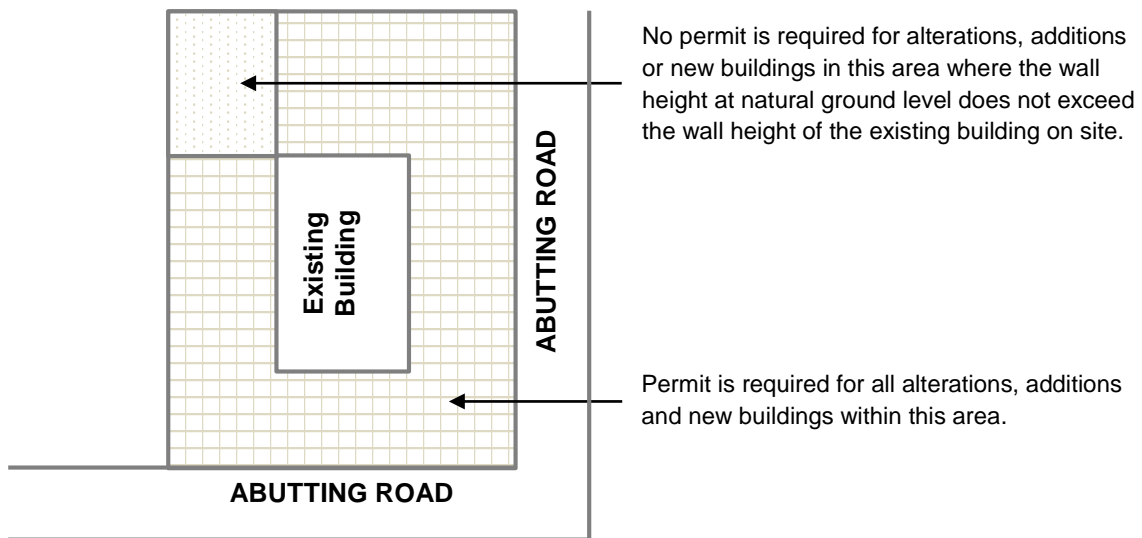 No permit is required for alterations, additions
or new buildings in this area where the wall
height at natural ground level does not exceed
the wall height of the existing building on site.
ABUTTING ROAD
Existing
Building
Permit is required for all alterations, additions
and new buildings within this area.
ABUTTING ROAD